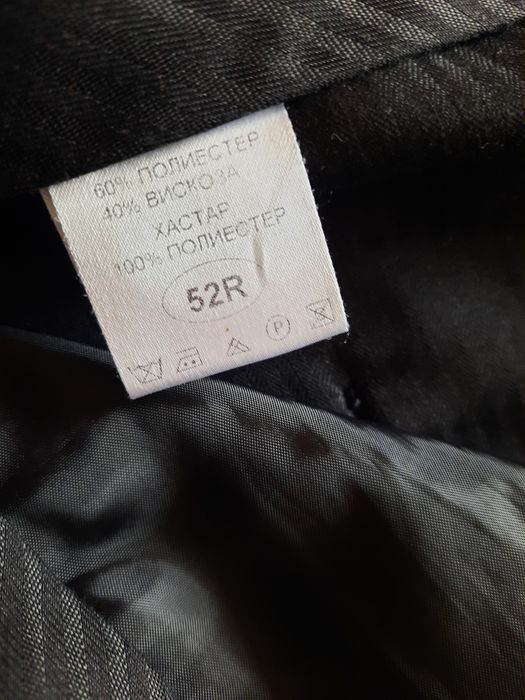 60% ПОЛИЕСТЕР
40% ВИСКОЗА
ХАСТАР
100% ПОЛИЕСТЕР
52R
P